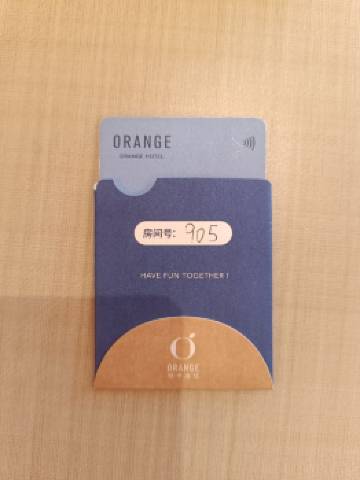 ORANGE
ORANGE HOTEL
房间号: 905
HAVE FUN TOGETHER!
ORANGE